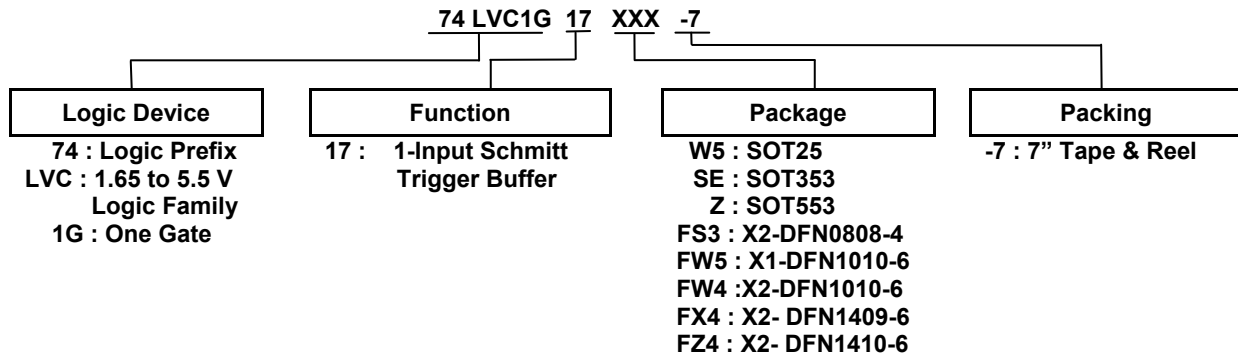 74 LVC1G 17 XXX -7
Logic Device
74 : Logic Prefix
LVC : 1.65 to 5.5 V
Logic Family
1G : One Gate
Function
17 : 1-Input Schmitt
Trigger Buffer
Package
W5 : SOT25
SE : SOT353
Z : SOT553
FS3 : X2-DFN0808-4
FW5 : X1-DFN1010-6
FW4 :X2-DFN1010-6
FX4 : X2- DFN1409-6
FZ4 : X2- DFN1410-6
Packing
-7 : 7” Tape & Reel